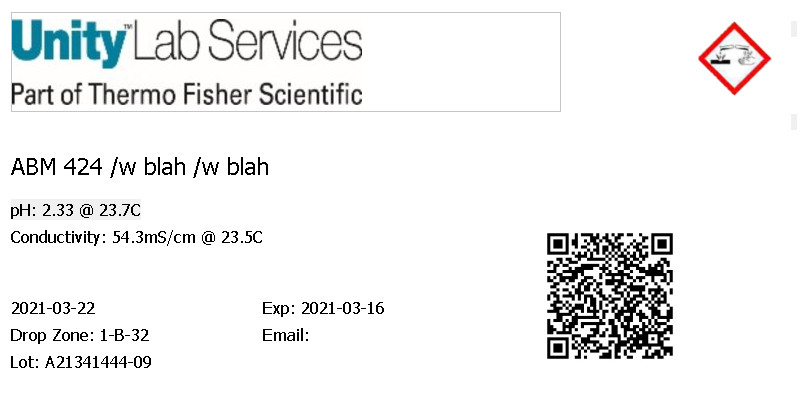 Unity™ Lab Services
Part of Thermo Fisher Scientific
ABM 424 /w blah /w blah
pH: 2.33 @ 23.7C
Conductivity: 54.3mS/cm @ 23.5C
2021-03-22 Exp: 2021-03-16
Drop Zone: 1-B-32 Email:
Lot: A21341444-09